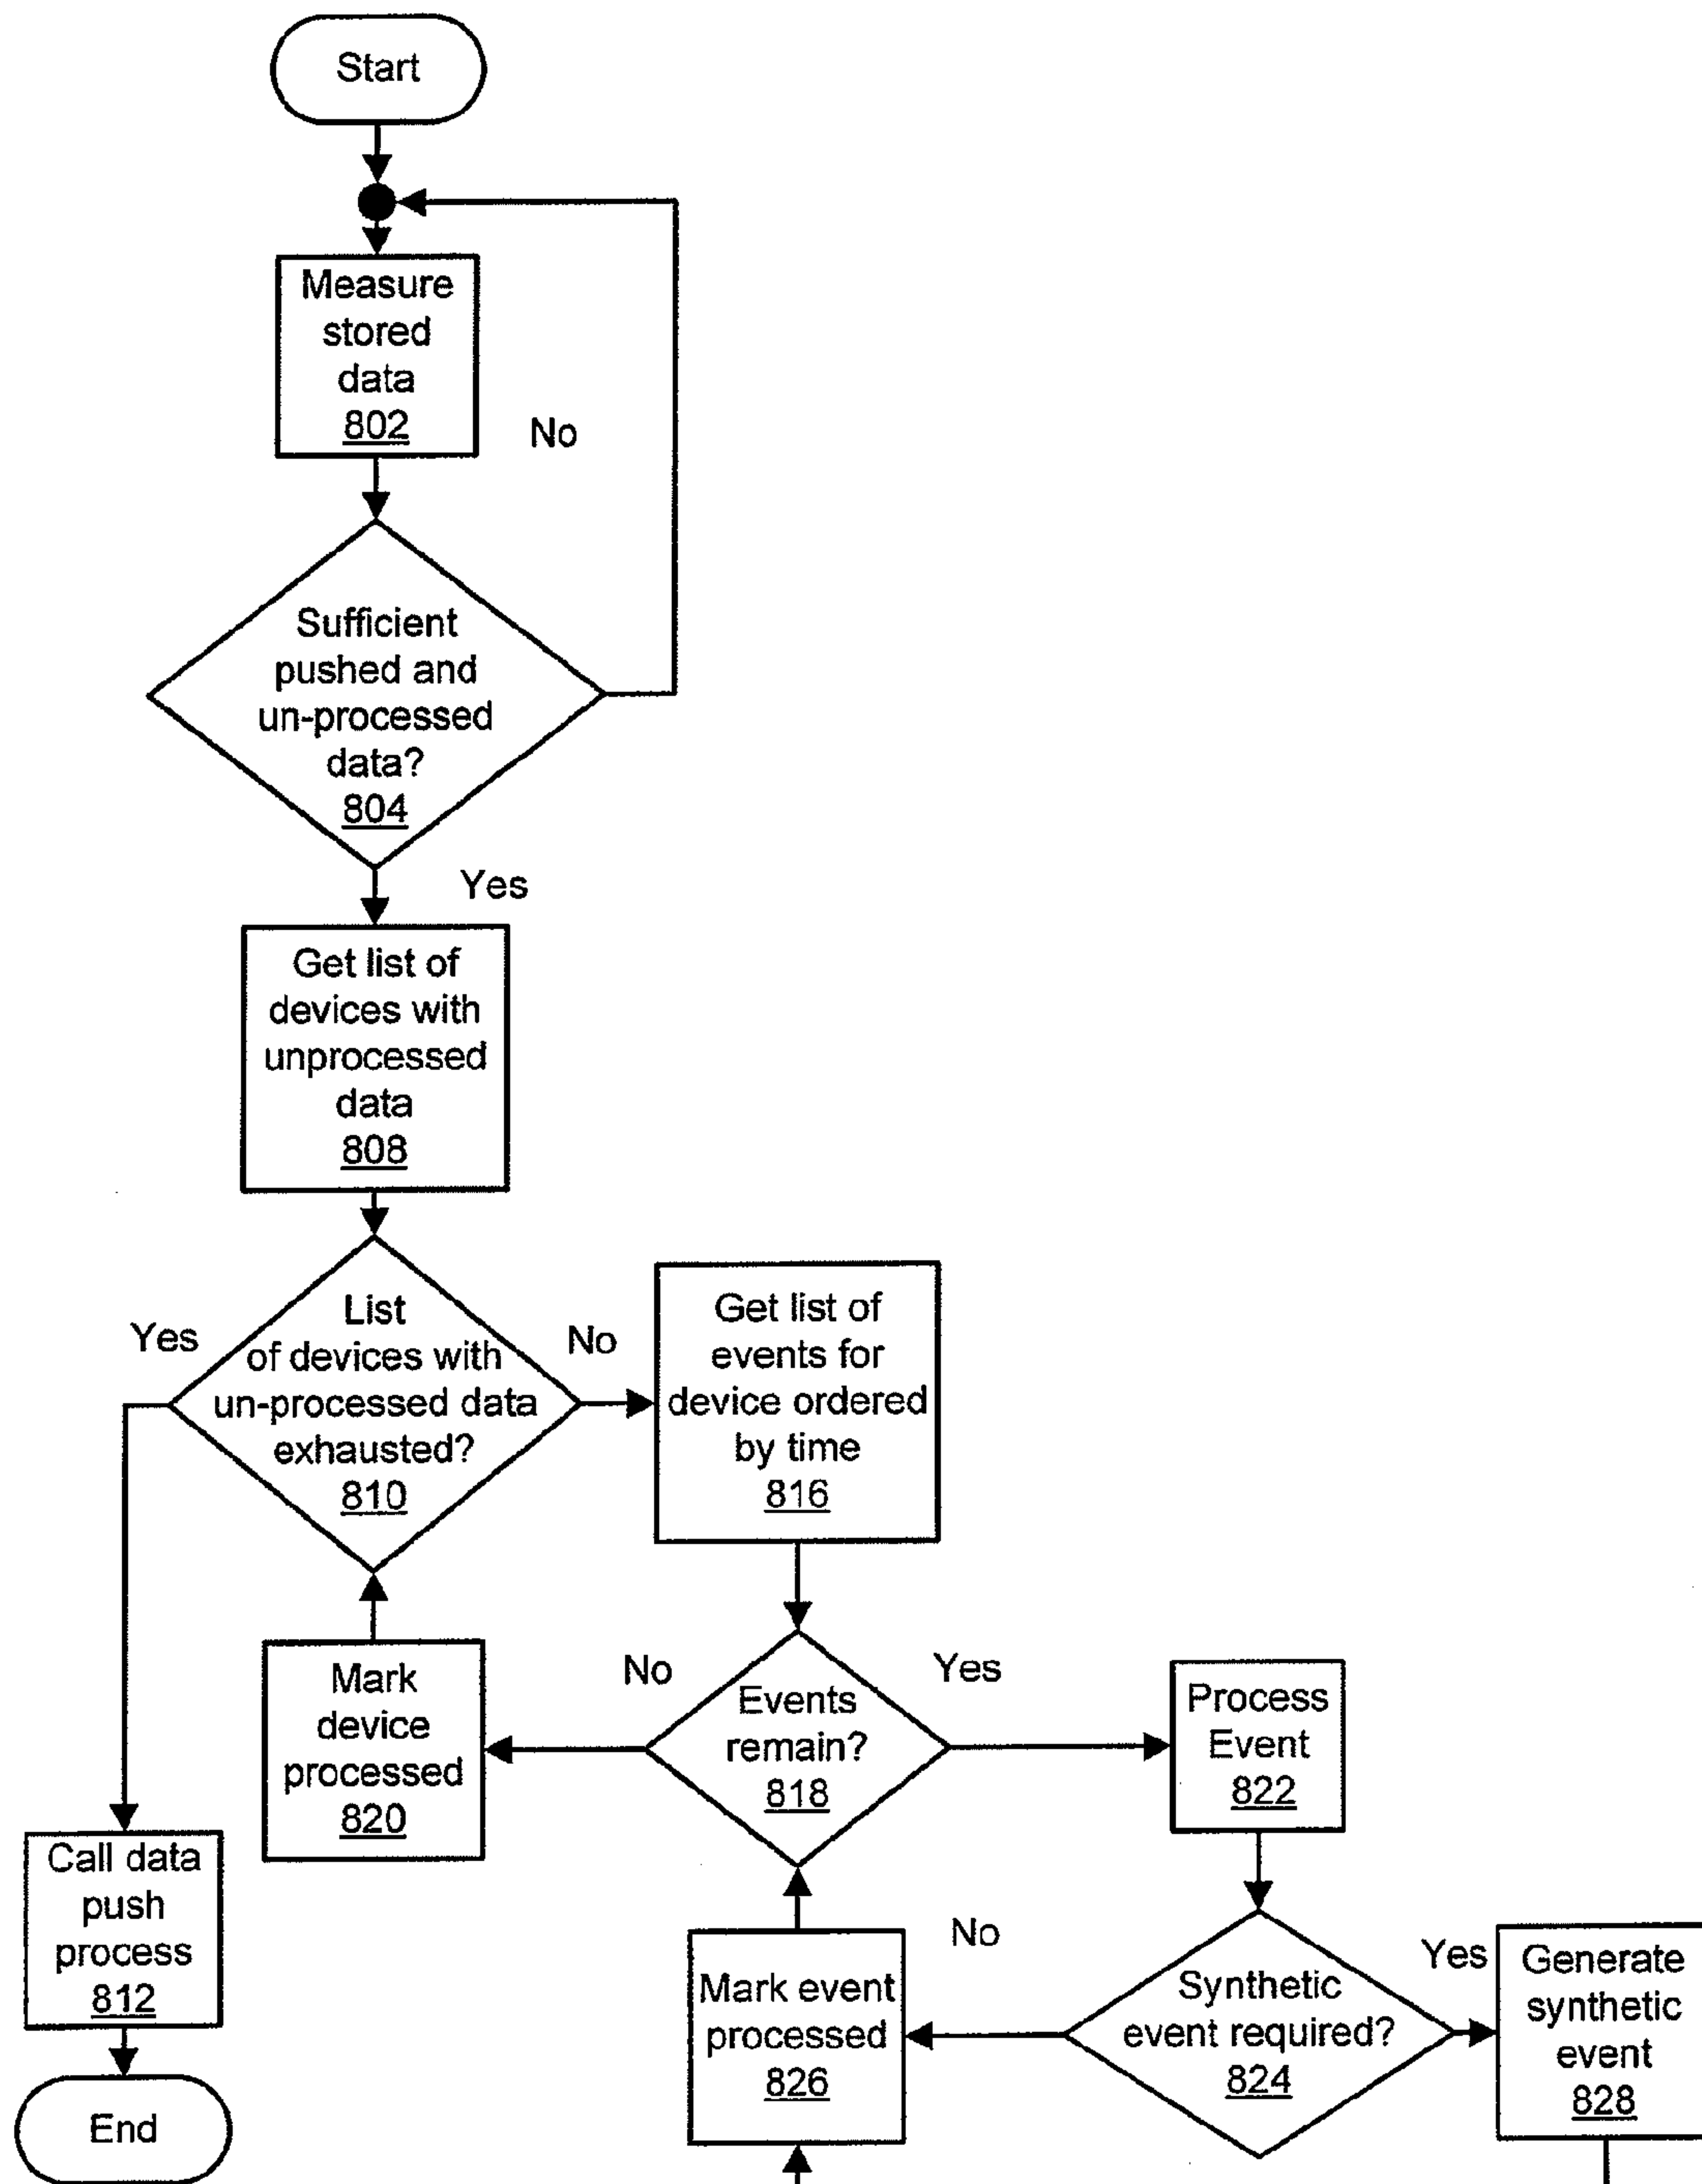 Start
Measure
stored
data
802
No
Sufficient
pushed and
un-processed
data?
804
Yes
Get list of
devices with
unprocessed
data
808
List
of devices with
un-processed data
exhausted?
810
Yes
No
Get list of
events for
device ordered
by time
816
Mark
device
processed
820
No
Events
remain?
818
Yes
Process
Event
822
Call data
push
process
812
End
Mark event
processed
826
No
Synthetic
event required?
824
Yes
Generate
synthetic
event
828